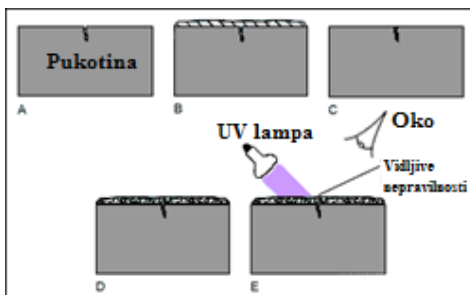 Pukotina
A
B
C
UV lampa
Oko
Vidljive
nepravilnosti
D
E